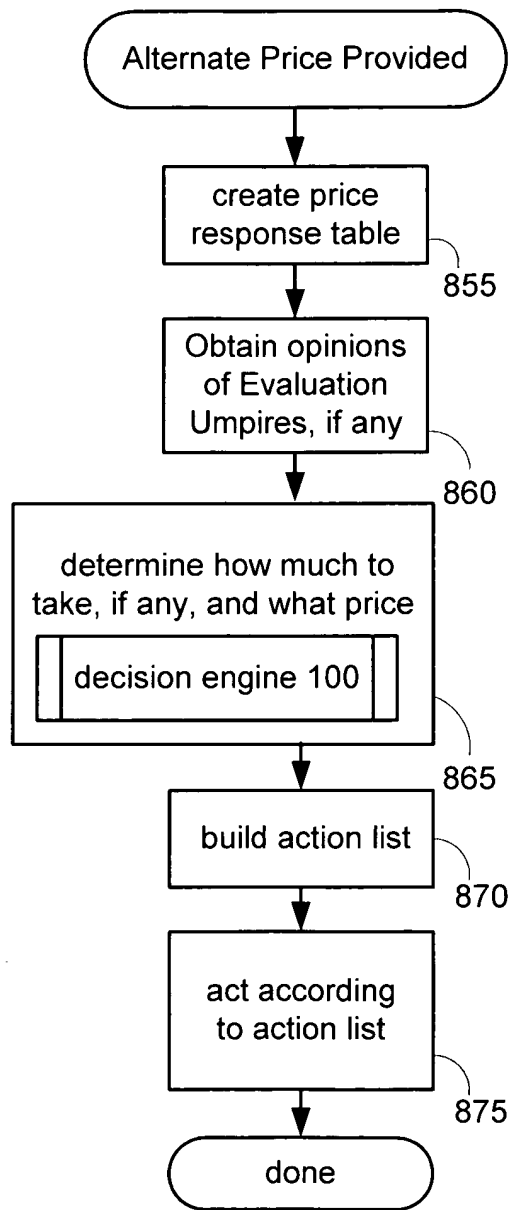 Alternate Price Provided
create price
response table
855
Obtain opinions
of Evaluation
Umpires, if any
860
determine how much to
take, if any, and what price
decision engine 100
865
build action list
870
act according
to action list
875
done